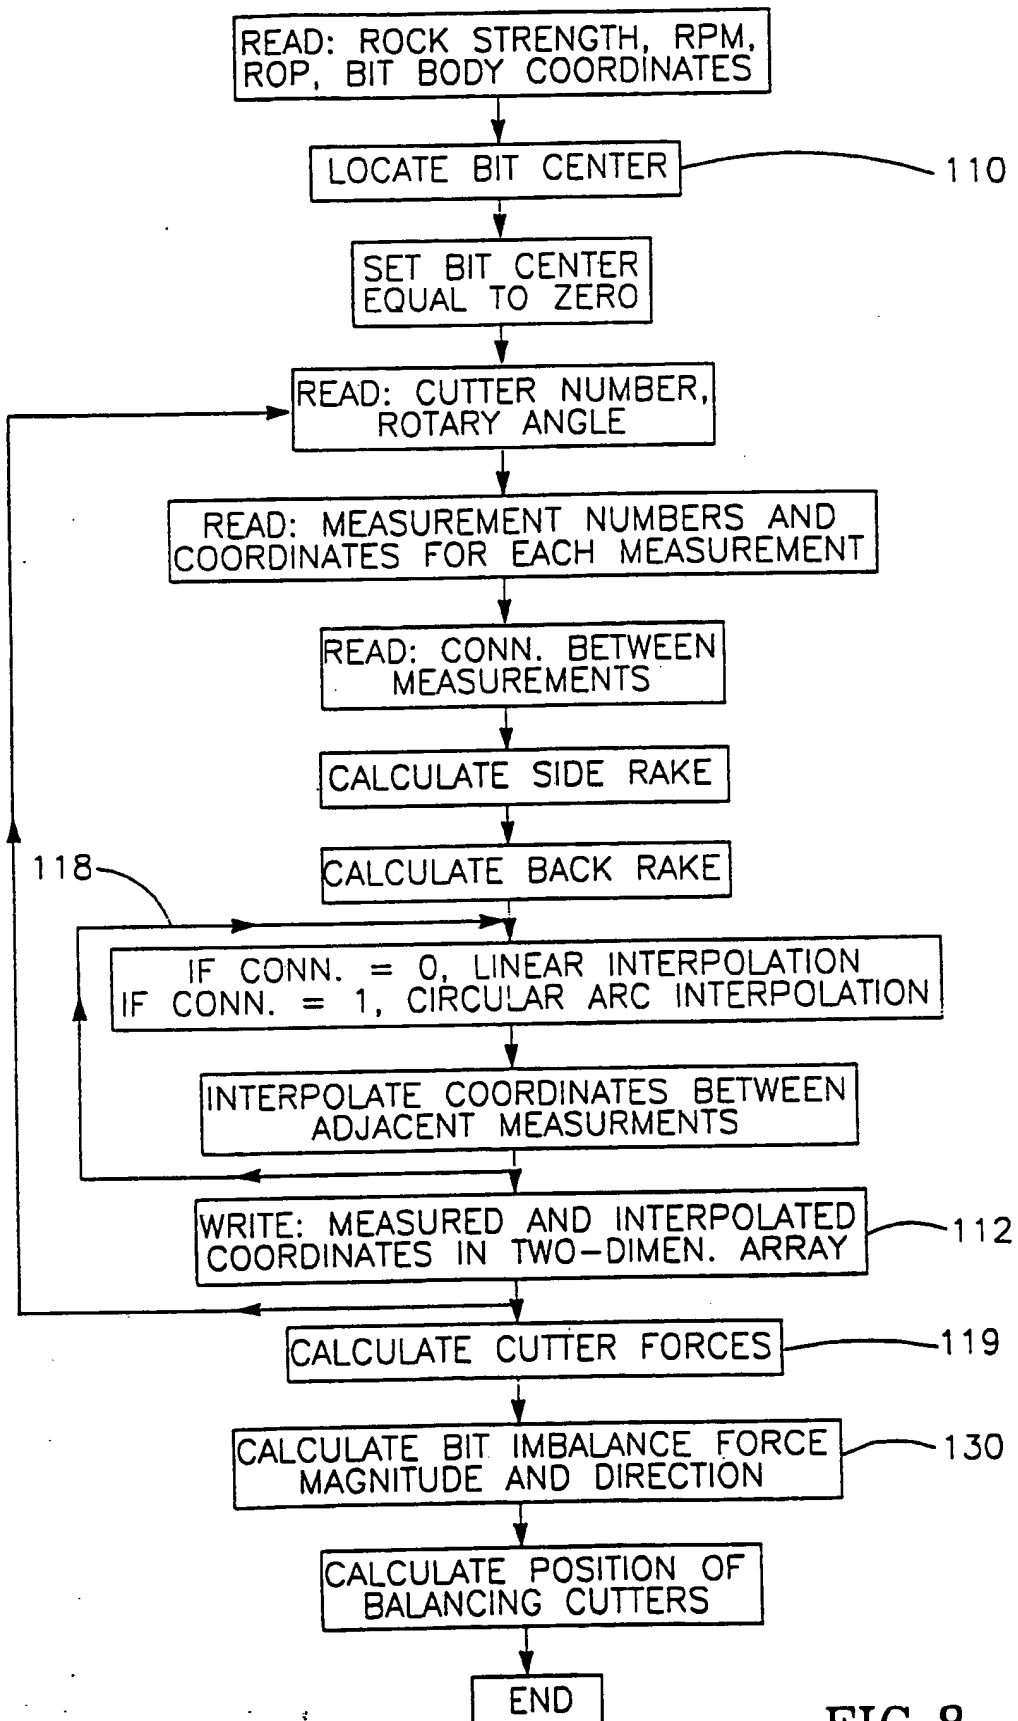 READ: ROCK STRENGTH, RPM,
ROP, BIT BODY COORDINATES
LOCATE BIT CENTER
110
SET BIT CENTER
EQUAL TO ZERO
READ: CUTTER NUMBER,
ROTARY ANGLE
READ: MEASUREMENT NUMBERS AND
COORDINATES FOR EACH MEASUREMENT
READ: CONN. BETWEEN
MEASUREMENTS
CALCULATE SIDE RAKE
CALCULATE BACK RAKE
118
IF CONN. = 0, LINEAR INTERPOLATION
IF CONN. = 1, CIRCULAR ARC INTERPOLATION
INTERPOLATE COORDINATES BETWEEN
ADJACENT MEASURMENTS
WRITE: MEASURED AND INTERPOLATED
COORDINATES IN TWO-DIMEN. ARRAY
112
CALCULATE CUTTER FORCES
119
CALCULATE BIT IMBALANCE FORCE
MAGNITUDE AND DIRECTION
130
CALCULATE POSITION OF
BALANCING CUTTERS
END
FIG. 8